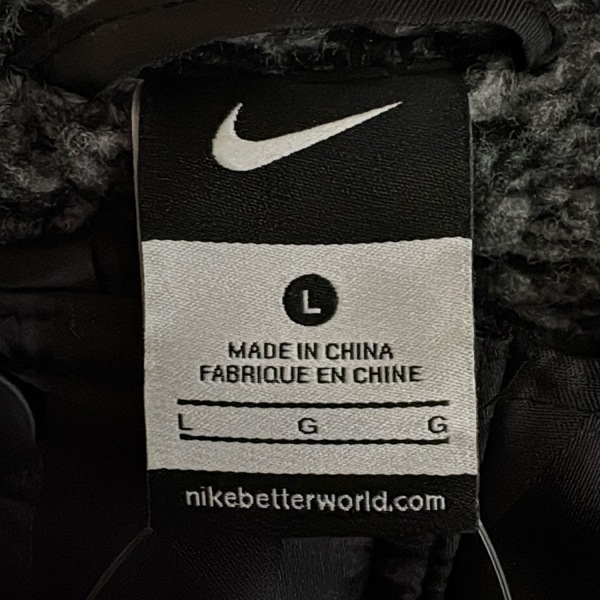 L
MADE IN CHINA
FABRIQUE EN CHINE
L G G
nikebetterworld.com